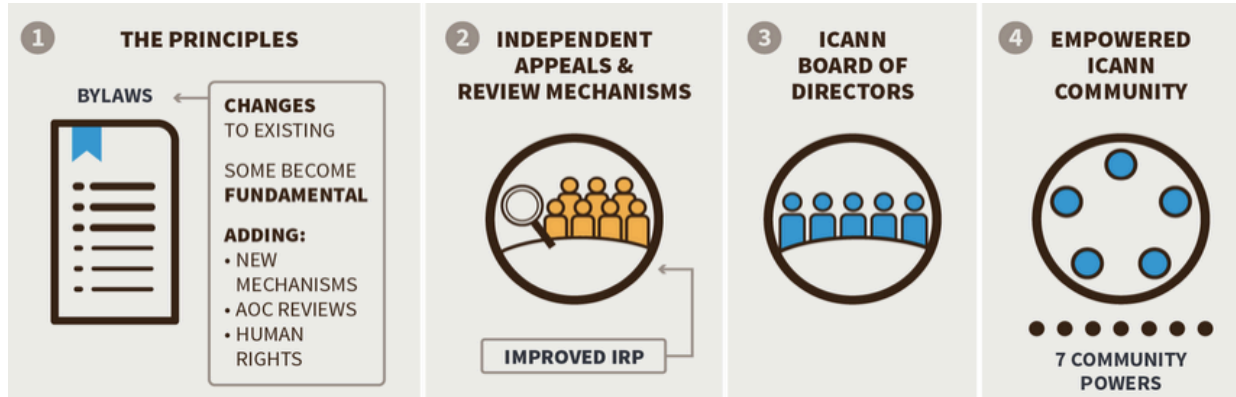 1
THE PRINCIPLES
BYLAWS
CHANGES
TO EXISTING
SOME BECOME
FUNDAMENTAL
ADDING:
• NEW
MECHANISMS
• AOC REVIEWS
• HUMAN
RIGHTS
2
INDEPENDENT
APPEALS &
REVIEW MECHANISMS
IMPROVED IRP
3
ICANN
BOARD OF
DIRECTORS
4
EMPOWERED
ICANN
COMMUNITY
7 COMMUNITY
POWERS